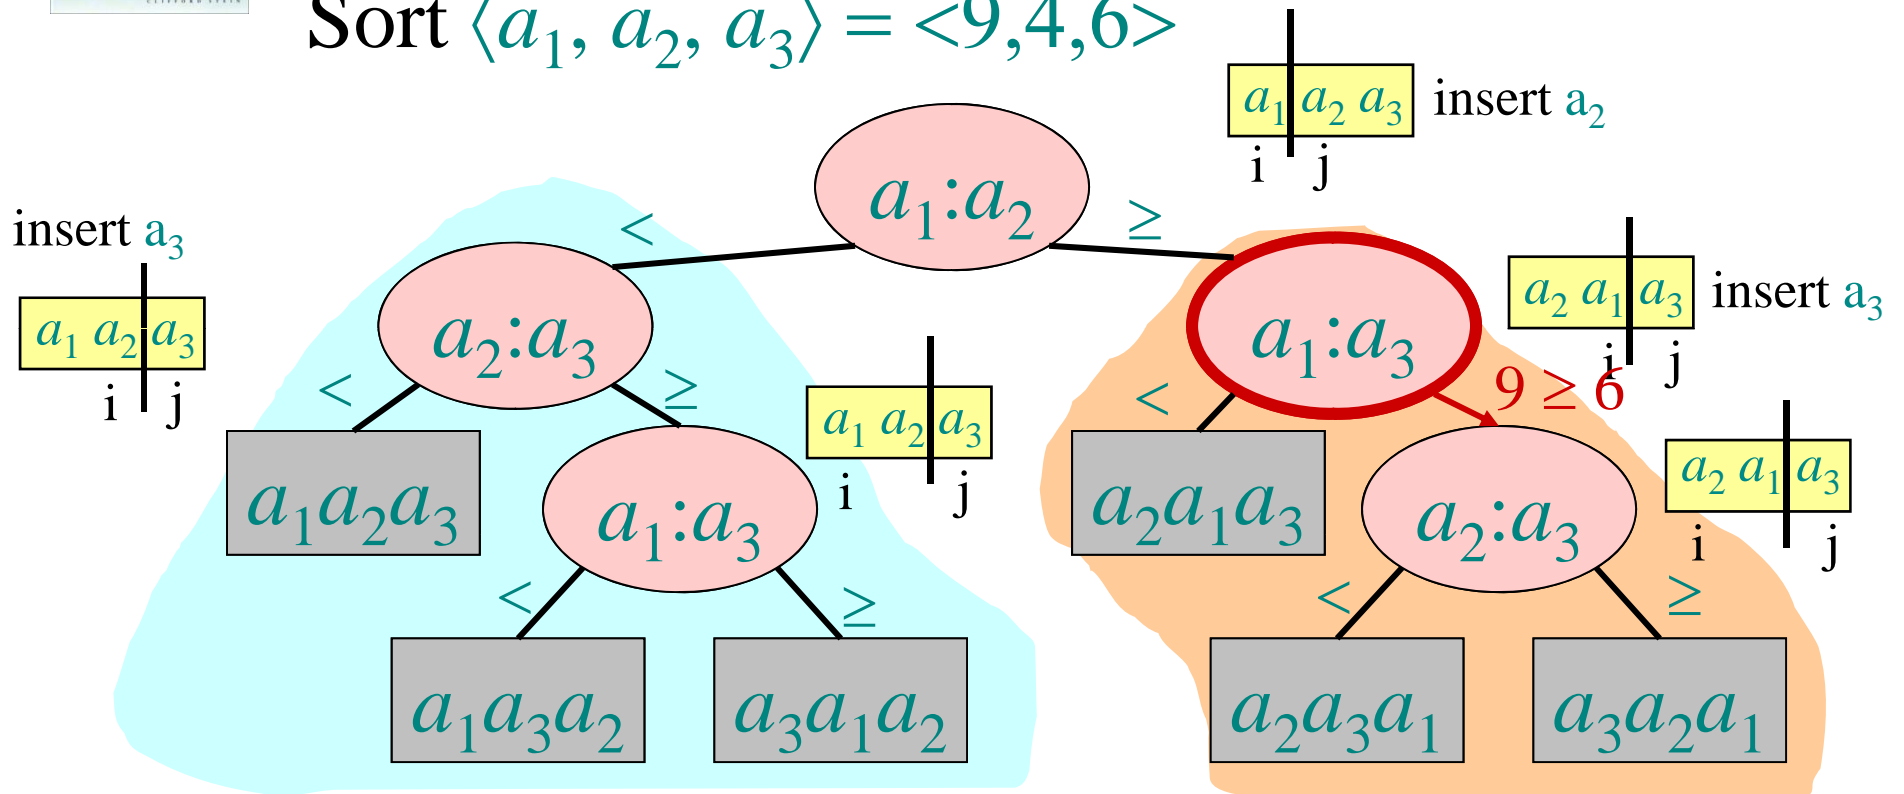 Sort ⟨a₁, a₂, a₃⟩ = <9,4,6>
a₁ a₂ a₃ insert a₂
i j
a₁:a₂
< ≥
insert a₃
a₁ a₂ a₃
i j
a₂:a₃
< ≥
a₁ a₂ a₃
i j
a₁:a₃
a₂ a₁ a₃ insert a₃
i j
< 9 ≥ 6
a₂ a₁ a₃
i j
a₁a₂a₃
a₁:a₃
a₂a₁a₃
a₂:a₃
< ≥
< ≥
a₁a₃a₂
a₃a₁a₂
a₂a₃a₁
a₃a₂a₁